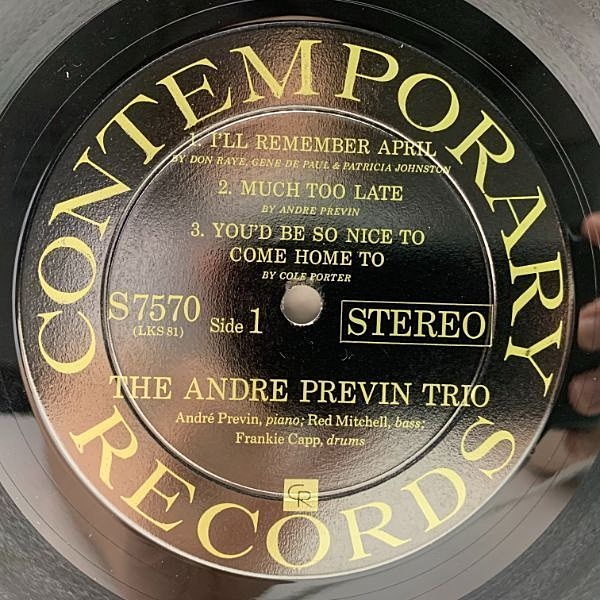 CONTEMPORARY
1. I'LL REMEMBER APRIL
BY DON RAYE, GENE DE PAUL & PATRICIA JOHNSTON
2. MUCH TOO LATE
BY ANDRE PREVIN
3. YOU'D BE SO NICE TO
COME HOME TO
BY COLE PORTER
S7570
(LKS 81)
Side 1
STEREO
THE ANDRE PREVIN TRIO
André Previn, piano; Red Mitchell, bass;
Frankie Capp, drums
CR
RECORDS